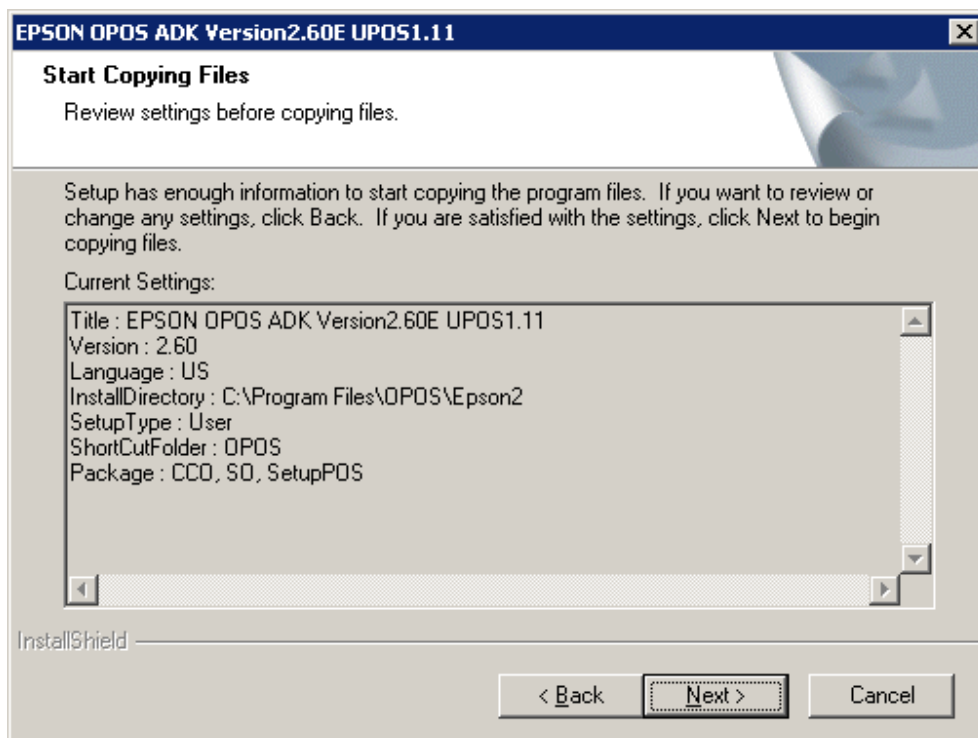 EPSON OPOS ADK Version2.60E UPOS1.11
Start Copying Files
Review settings before copying files.
Setup has enough information to start copying the program files. If you want to review or
change any settings, click Back. If you are satisfied with the settings, click Next to begin
copying files.
Current Settings:
Title : EPSON OPOS ADK Version2.60E UPOS1.11
Version : 2.60
Language : US
InstallDirectory : C:\Program Files\OPOS\Epson2
SetupType : User
ShortCutFolder : OPOS
Package : CCO, SO, SetupPOS
InstallShield
< Back
Next >
Cancel